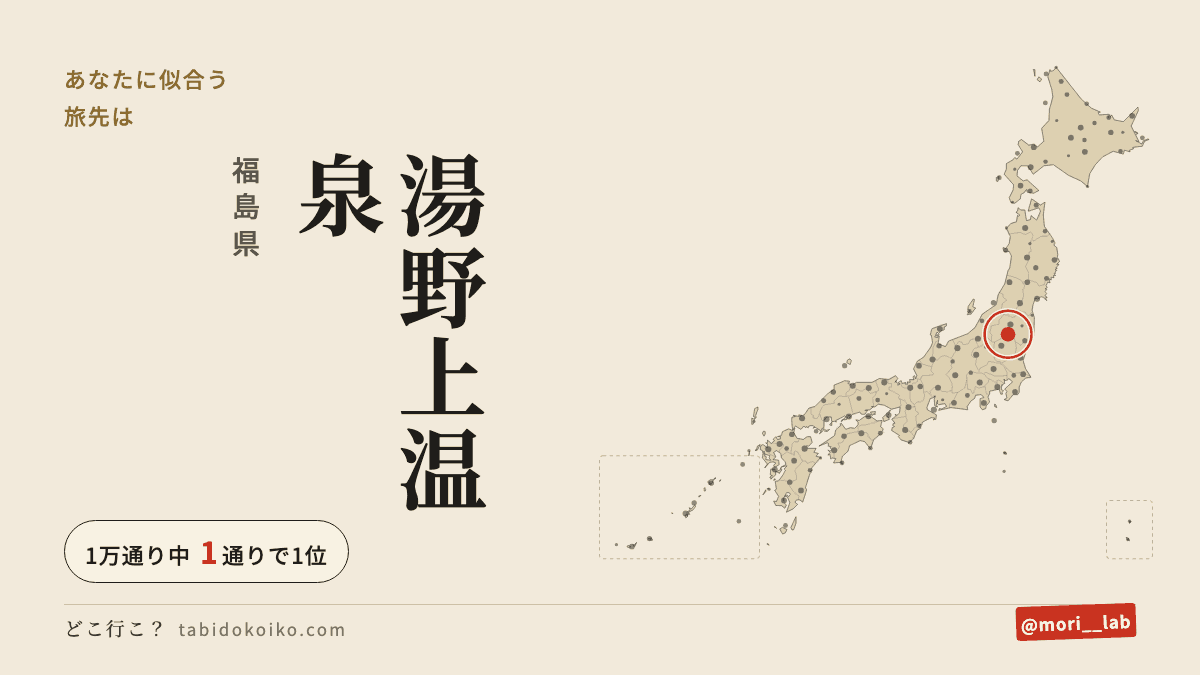 あなたに似合う
旅先は
湯野上温
泉
福島県
1万通り中 1通りで1位
どこ行こ？ tabidokoiko.com
@mori__lab